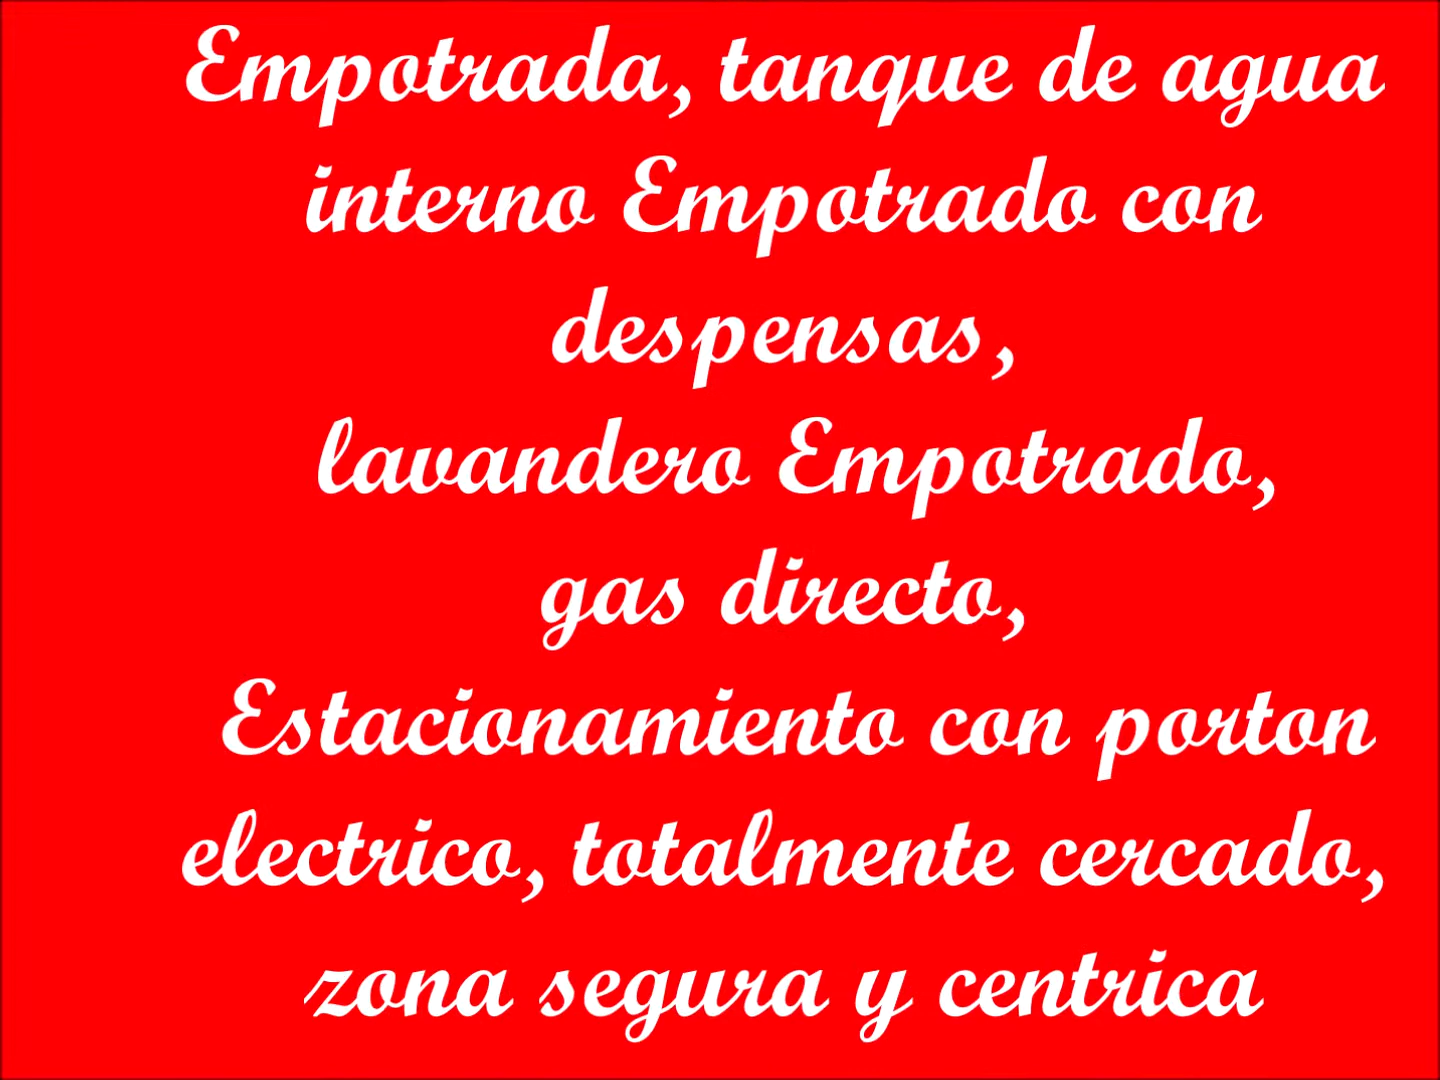 Empotrada, tanque de agua
interno Empotrado con
despensas,
lavandero Empotrado,
gas directo,
Estacionamiento con porton
electrico, totalmente cercado,
zona segura y centrica